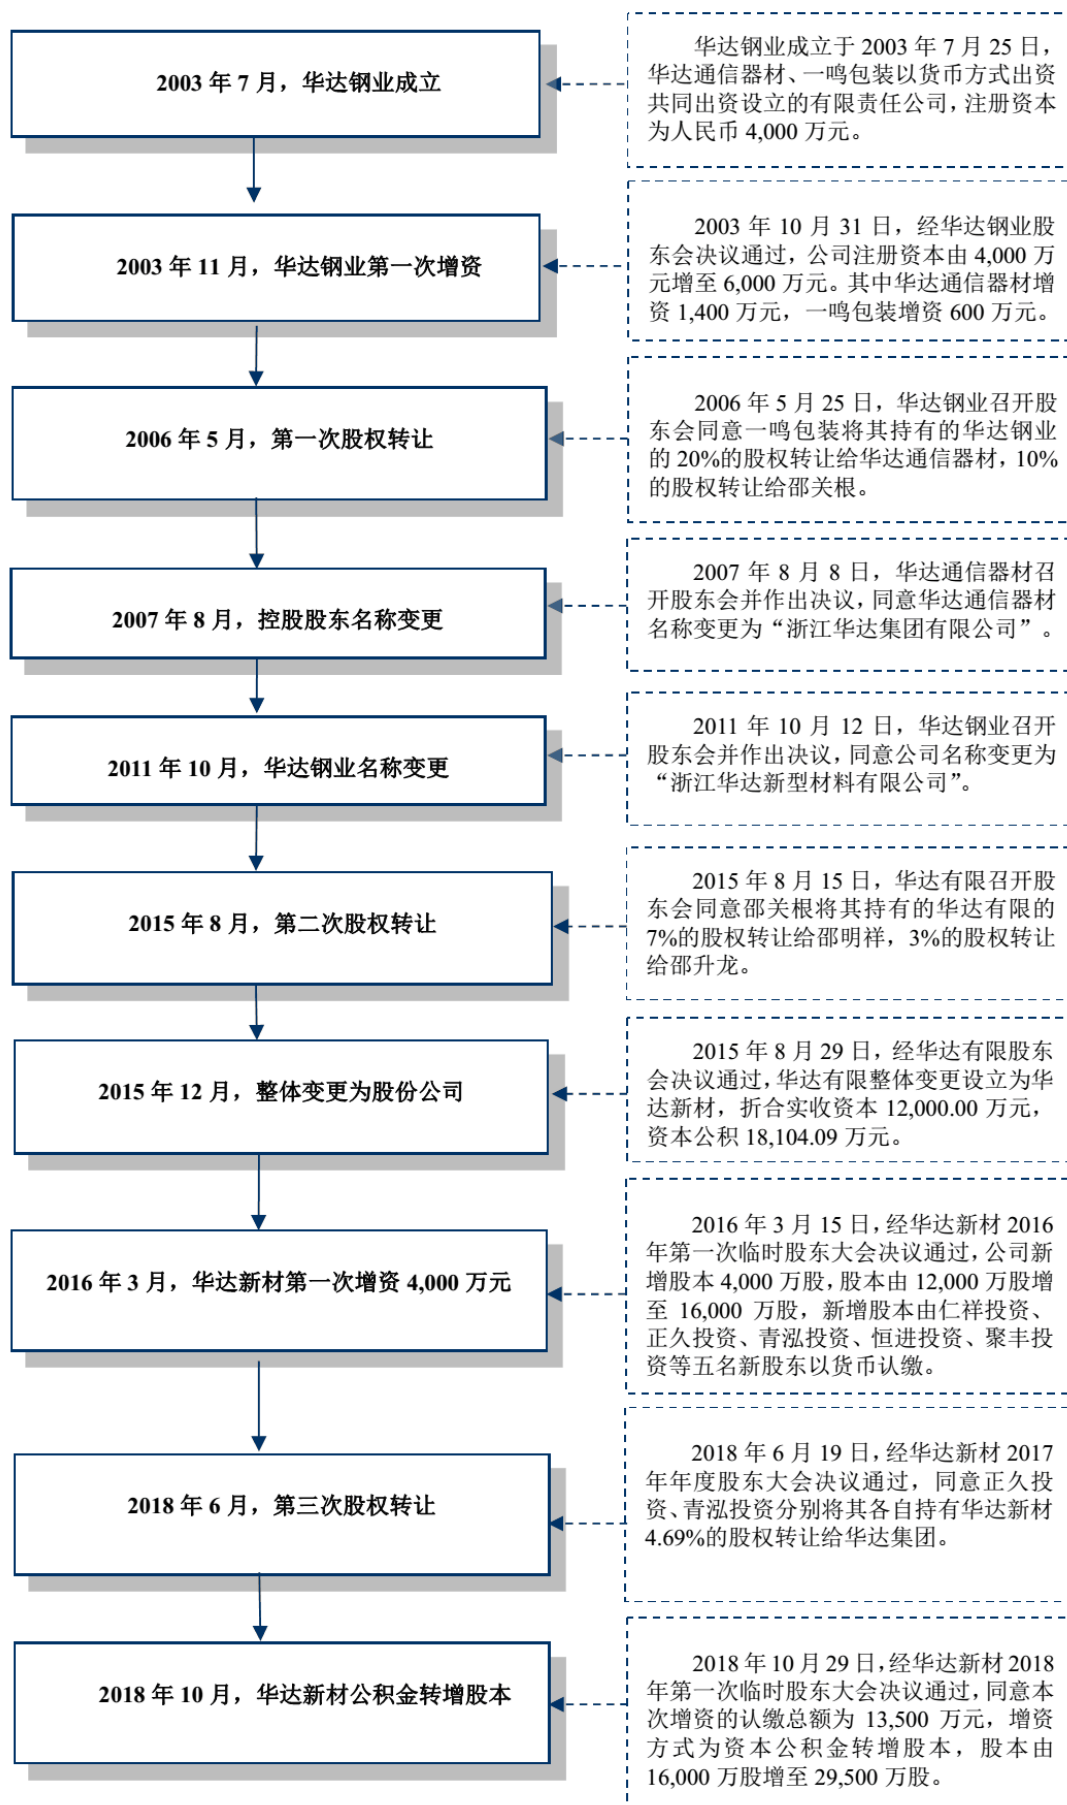 2003 年 7 月，华达钢业成立
华达钢业成立于 2003 年 7 月 25 日，
华达通信器材、一鸣包装以货币方式出资
共同出资设立的有限责任公司，注册资本
为人民币 4,000 万元。
2003 年 11 月，华达钢业第一次增资
2003 年 10 月 31 日，经华达钢业股
东会决议通过，公司注册资本由 4,000 万
元增至 6,000 万元。其中华达通信器材增
资 1,400 万元，一鸣包装增资 600 万元。
2006 年 5 月，第一次股权转让
2006 年 5 月 25 日，华达钢业召开股
东会同意一鸣包装将其持有的华达钢业
的 20%的股权转让给华达通信器材，10%
的股权转让给邵关根。
2007 年 8 月，控股股东名称变更
2007 年 8 月 8 日，华达通信器材召
开股东会并作出决议，同意华达通信器材
名称变更为“浙江华达集团有限公司”。
2011 年 10 月，华达钢业名称变更
2011 年 10 月 12 日，华达钢业召开
股东会并作出决议，同意公司名称变更为
“浙江华达新型材料有限公司”。
2015 年 8 月，第二次股权转让
2015 年 8 月 15 日，华达有限召开股
东会同意邵关根将其持有的华达有限的
7%的股权转让给邵明祥，3%的股权转让
给邵升龙。
2015 年 12 月，整体变更为股份公司
2015 年 8 月 29 日，经华达有限股东
会决议通过，华达有限整体变更设立为华
达新材，折合实收资本 12,000.00 万元，
资本公积 18,104.09 万元。
2016 年 3 月，华达新材第一次增资 4,000 万元
2016 年 3 月 15 日，经华达新材 2016
年第一次临时股东大会决议通过，公司新
增股本 4,000 万股，股本由 12,000 万股增
至 16,000 万股，新增股本由仁祥投资、
正久投资、青泓投资、恒进投资、聚丰投
资等五名新股东以货币认缴。
2018 年 6 月，第三次股权转让
2018 年 6 月 19 日，经华达新材 2017
年年度股东大会决议通过，同意正久投
资、青泓投资分别将其各自持有华达新材
4.69%的股权转让给华达集团。
2018 年 10 月，华达新材公积金转增股本
2018 年 10 月 29 日，经华达新材 2018
年第一次临时股东大会决议通过，同意本
次增资的认缴总额为 13,500 万元，增资
方式为资本公积金转增股本，股本由
16,000 万股增至 29,500 万股。